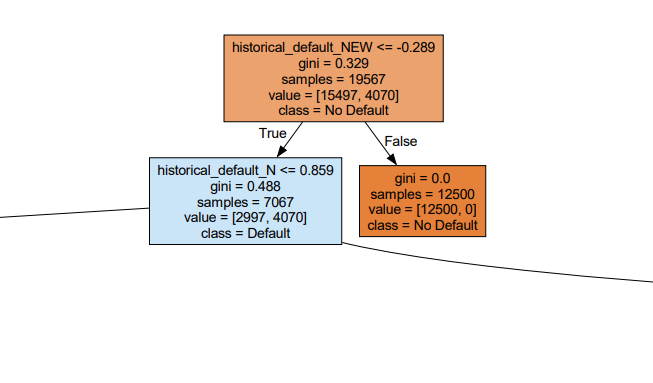 historical_default_NEW <= -0.289
gini = 0.329
samples = 19567
value = [15497, 4070]
class = No Default
True
False
historical_default_N <= 0.859
gini = 0.488
samples = 7067
value = [2997, 4070]
class = Default
gini = 0.0
samples = 12500
value = [12500, 0]
class = No Default